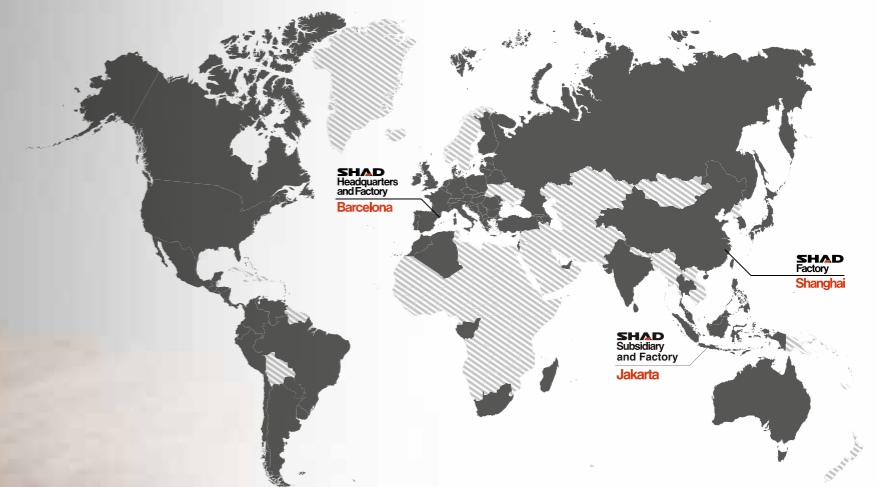 SHAD
Headquarters
and Factory
Barcelona
SHAD
Factory
Shanghai
SHAD
Subsidiary
and Factory
Jakarta